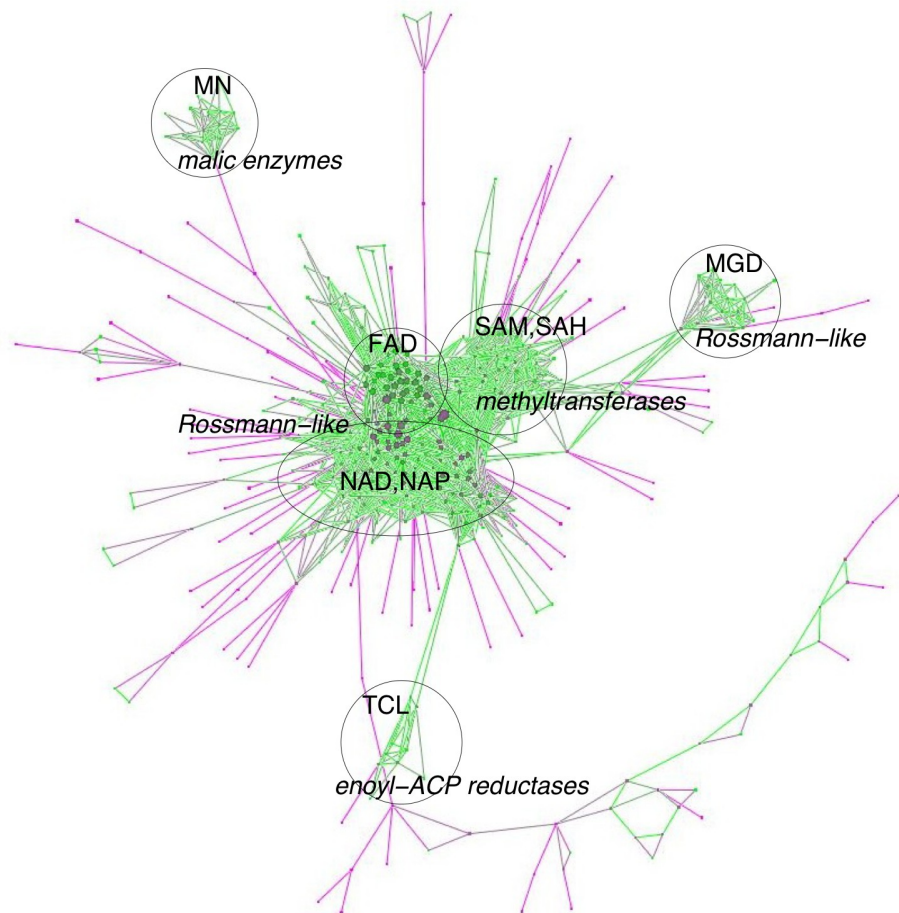 MN
malic enzymes
MGD
Rossmann–like
SAM,SAH
methyltransferases
FAD
Rossmann–like
NAD,NAP
TCL
enoyl–ACP reductases